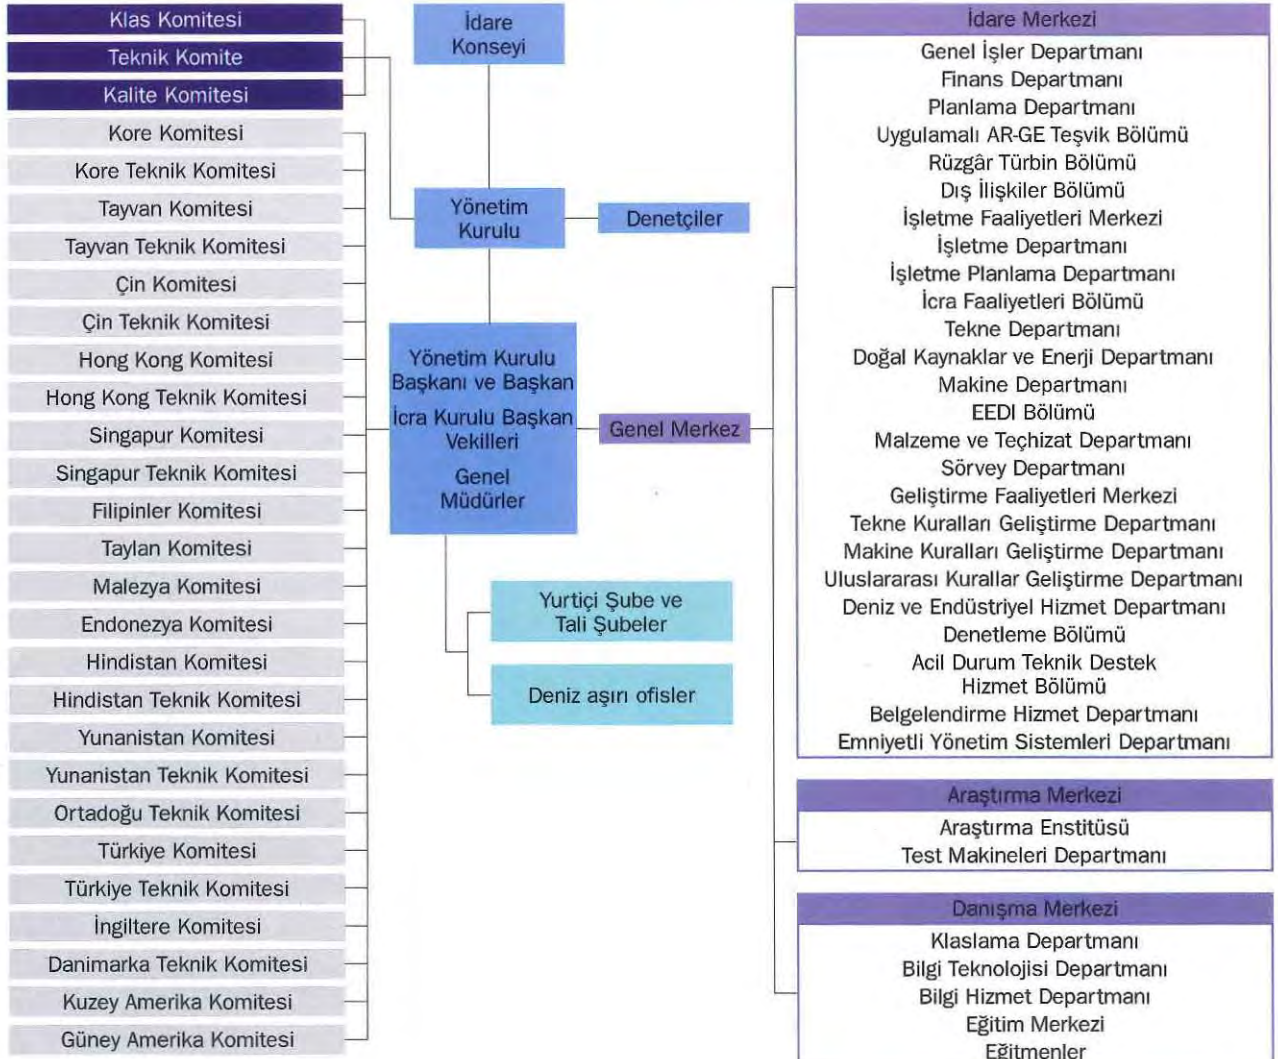 Klas Komitesi
Teknik Komite
Kalite Komitesi
Kore Komitesi
Kore Teknik Komitesi
Tayvan Komitesi
Tayvan Teknik Komitesi
Çin Komitesi
Çin Teknik Komitesi
Hong Kong Komitesi
Hong Kong Teknik Komitesi
Singapur Komitesi
Singapur Teknik Komitesi
Filipinler Komitesi
Taylan Komitesi
Malezya Komitesi
Endonezya Komitesi
Hindistan Komitesi
Hindistan Teknik Komitesi
Yunanistan Komitesi
Yunanistan Teknik Komitesi
Ortadoğu Teknik Komitesi
Türkiye Komitesi
Türkiye Teknik Komitesi
İngiltere Komitesi
Danimarka Teknik Komitesi
Kuzey Amerika Komitesi
Güney Amerika Komitesi
İdare
Konseyi
Yönetim
Kurulu
Denetçiler
Yönetim Kurulu
Başkanı ve Başkan
İcra Kurulu Başkan
Vekilleri
Genel
Müdürler
Genel Merkez
Yurtiçi Şube ve
Tali Şubeler
Deniz aşırı ofisler
İdare Merkezi
Genel İşler Departmanı
Finans Departmanı
Planlama Departmanı
Uygulamalı AR-GE Teşvik Bölümü
Rüzgâr Türbin Bölümü
Dış İlişkiler Bölümü
İşletme Faaliyetleri Merkezi
İşletme Departmanı
İşletme Planlama Departmanı
İcra Faaliyetleri Bölümü
Tekne Departmanı
Doğal Kaynaklar ve Enerji Departmanı
Makine Departmanı
EEDI Bölümü
Malzeme ve Teçhizat Departmanı
Sörvey Departmanı
Geliştirme Faaliyetleri Merkezi
Tekne Kuralları Geliştirme Departmanı
Makine Kuralları Geliştirme Departmanı
Uluslararası Kurallar Geliştirme Departmanı
Deniz ve Endüstriyel Hizmet Departmanı
Denetleme Bölümü
Acil Durum Teknik Destek
Hizmet Bölümü
Belgelendirme Hizmet Departmanı
Emniyetli Yönetim Sistemleri Departmanı
Araştırma Merkezi
Araştırma Enstitüsü
Test Makineleri Departmanı
Danışma Merkezi
Klaslama Departmanı
Bilgi Teknolojisi Departmanı
Bilgi Hizmet Departmanı
Eğitim Merkezi
Eğitmenler